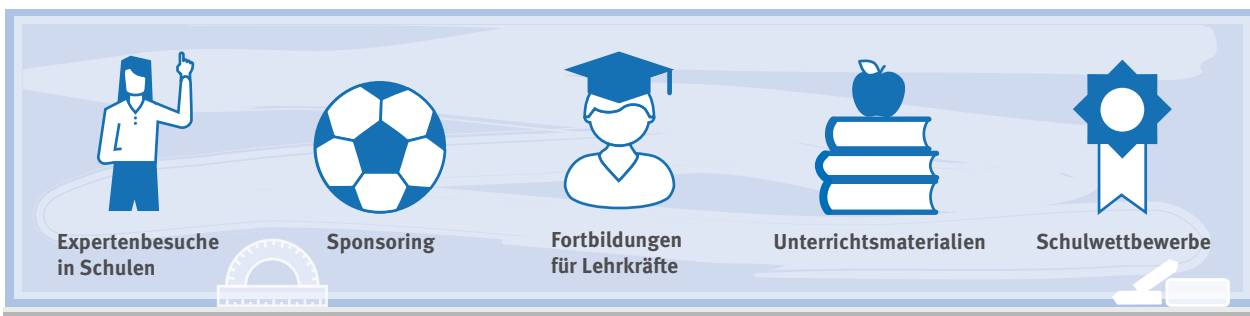 Expertenbesuche
in Schulen
Sponsoring
Fortbildungen
für Lehrkräfte
Unterrichtsmaterialien
Schulwettbewerbe